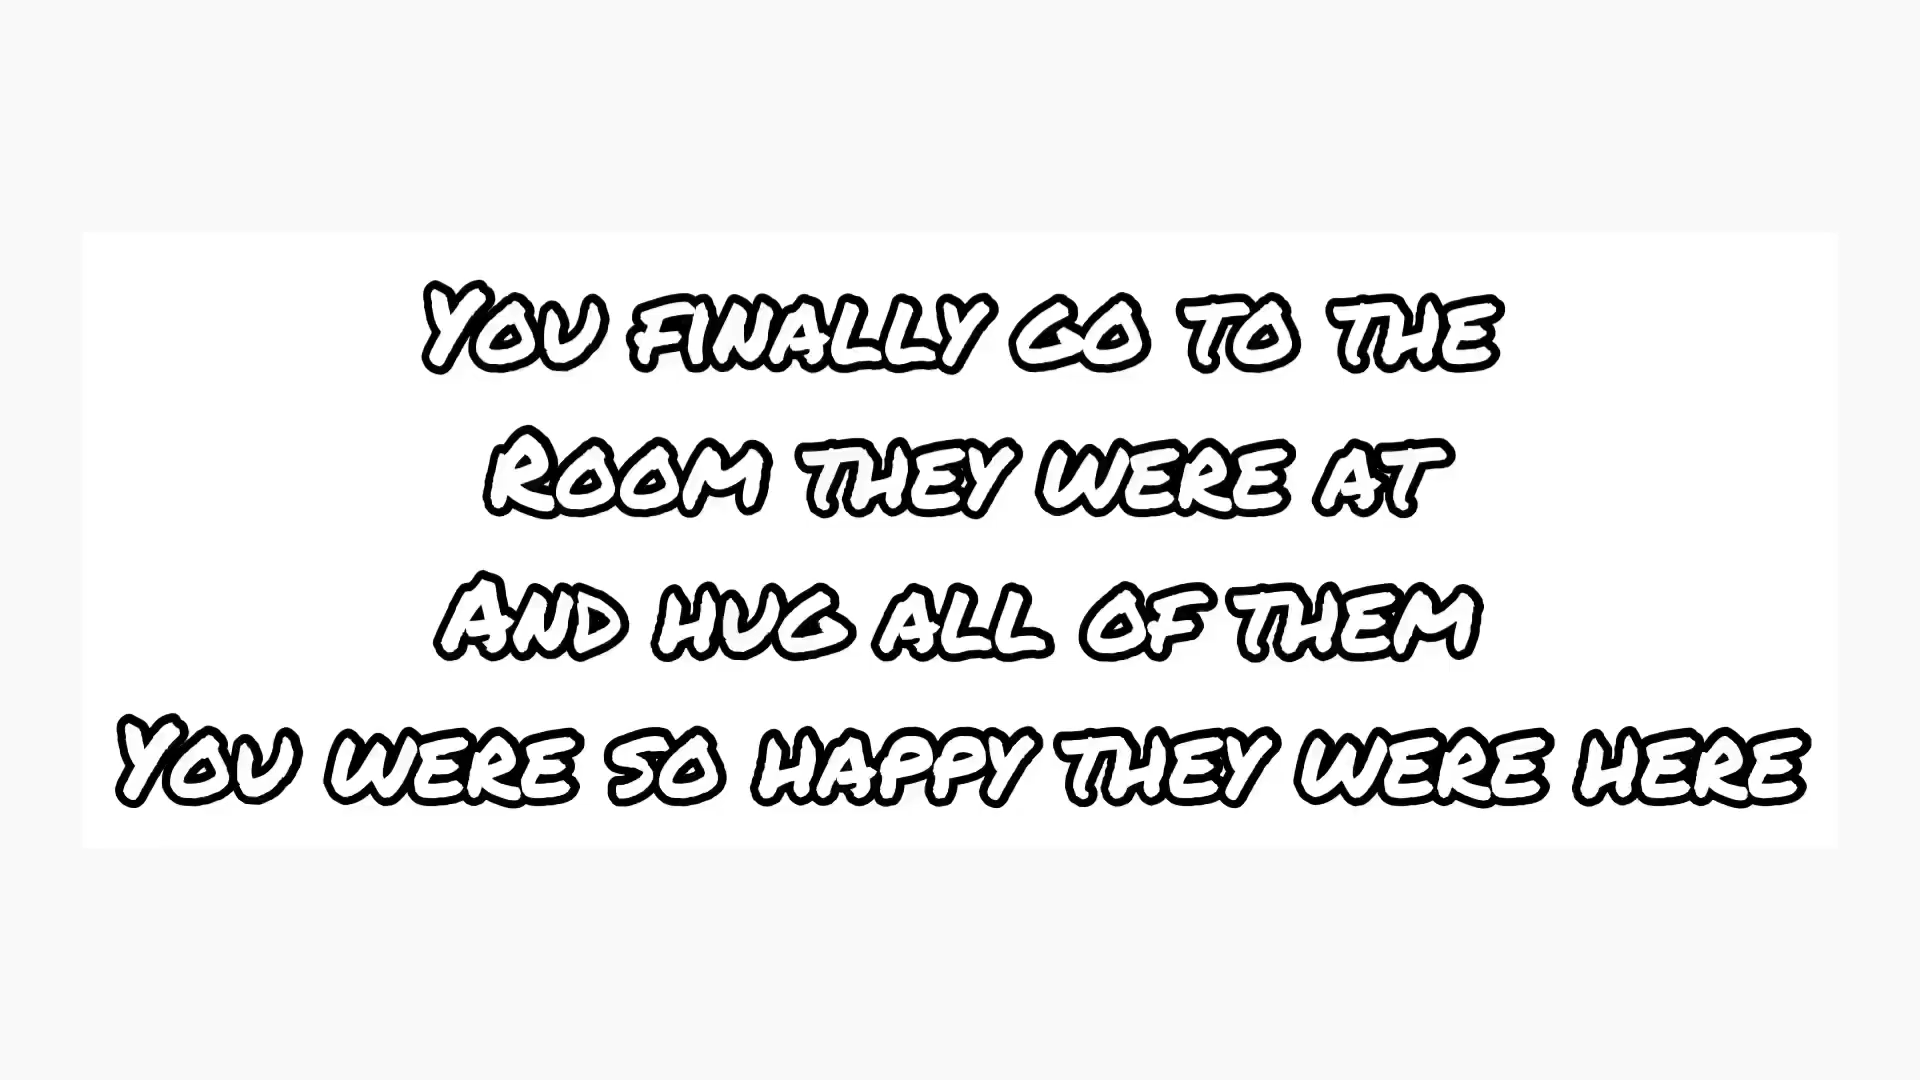 You finally go to the
Room they were at
And hug all of them
You were so happy they were here